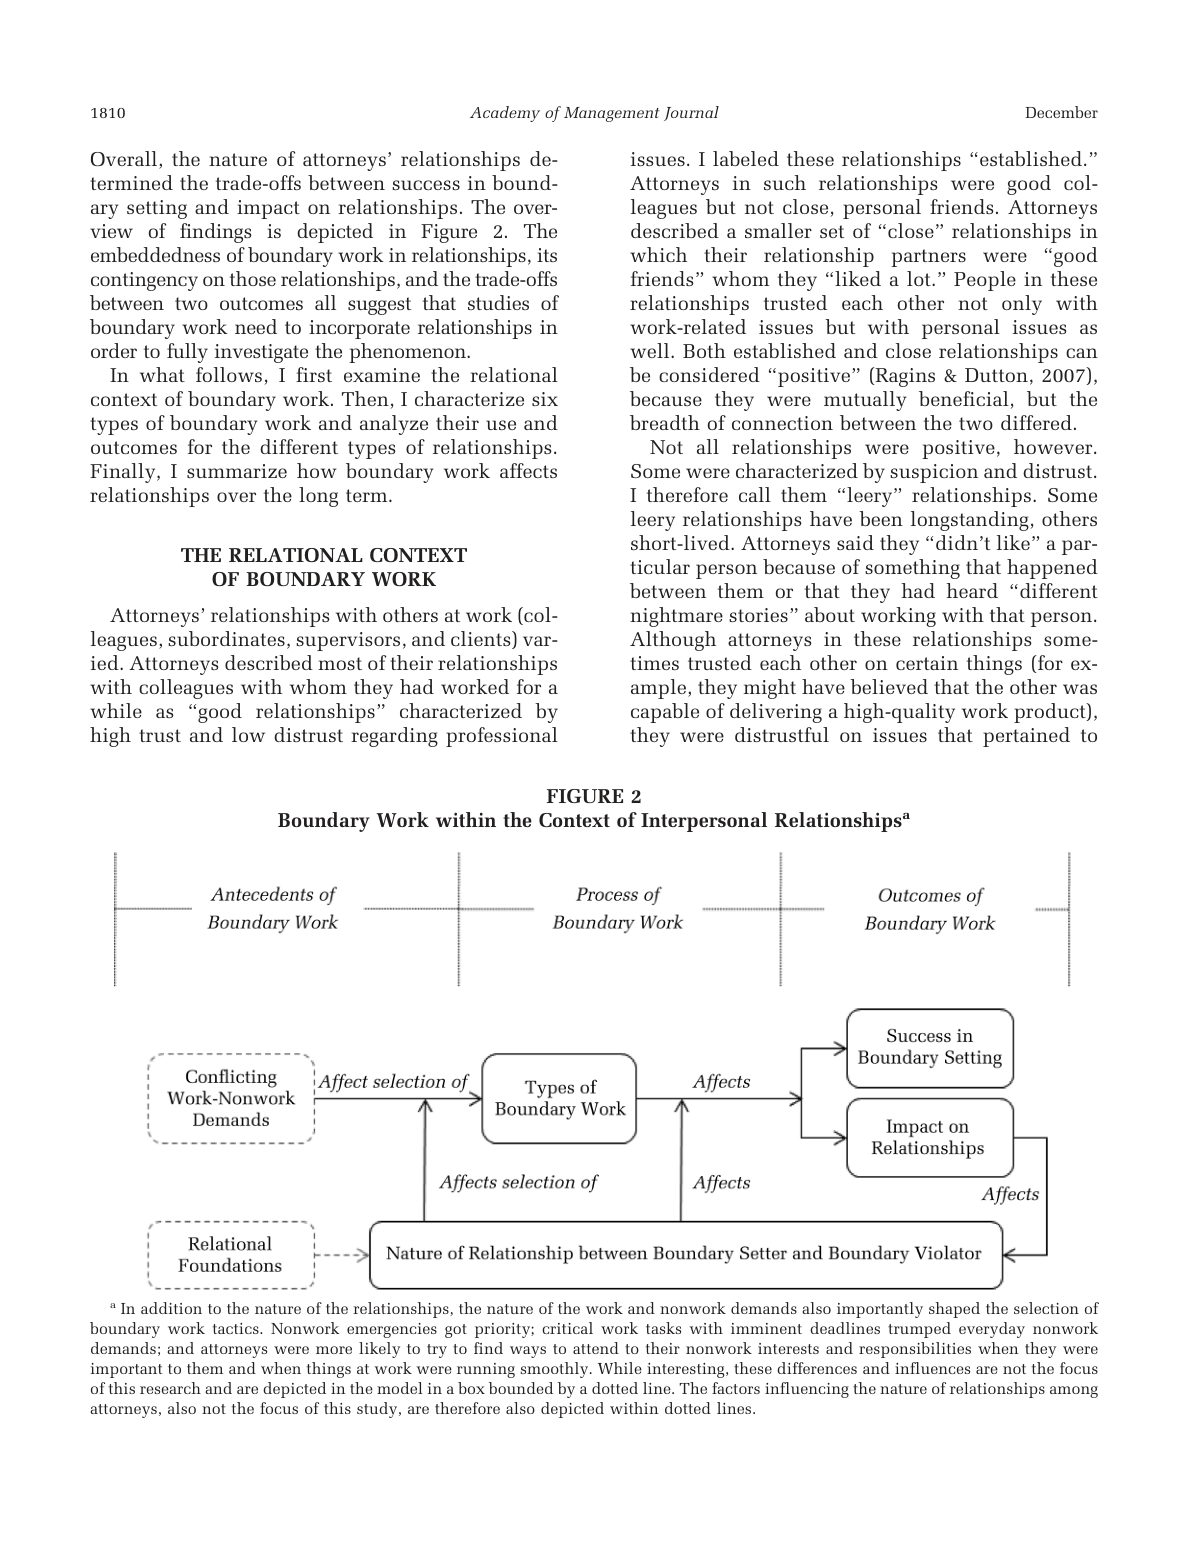 1810
Academy of Management Journal
December
Overall, the nature of attorneys’ relationships de-
termined the trade-offs between success in bound-
ary setting and impact on relationships. The over-
view of findings is depicted in Figure 2. The
embeddedness of boundary work in relationships, its
contingency on those relationships, and the trade-offs
between two outcomes all suggest that studies of
boundary work need to incorporate relationships in
order to fully investigate the phenomenon.
In what follows, I first examine the relational
context of boundary work. Then, I characterize six
types of boundary work and analyze their use and
outcomes for the different types of relationships.
Finally, I summarize how boundary work affects
relationships over the long term.
THE RELATIONAL CONTEXT
OF BOUNDARY WORK
Attorneys’ relationships with others at work (col-
leagues, subordinates, supervisors, and clients) var-
ied. Attorneys described most of their relationships
with colleagues with whom they had worked for a
while as “good relationships” characterized by
high trust and low distrust regarding professional
issues. I labeled these relationships “established.”
Attorneys in such relationships were good col-
leagues but not close, personal friends. Attorneys
described a smaller set of “close” relationships in
which their relationship partners were “good
friends” whom they “liked a lot.” People in these
relationships trusted each other not only with
work-related issues but with personal issues as
well. Both established and close relationships can
be considered “positive” (Ragins & Dutton, 2007),
because they were mutually beneficial, but the
breadth of connection between the two differed.
Not all relationships were positive, however.
Some were characterized by suspicion and distrust.
I therefore call them “leery” relationships. Some
leery relationships have been longstanding, others
short-lived. Attorneys said they “didn’t like” a par-
ticular person because of something that happened
between them or that they had heard “different
nightmare stories” about working with that person.
Although attorneys in these relationships some-
times trusted each other on certain things (for ex-
ample, they might have believed that the other was
capable of delivering a high-quality work product),
they were distrustful on issues that pertained to
FIGURE 2
Boundary Work within the Context of Interpersonal Relationshipsᵃ
Antecedents of
Boundary Work
Process of
Boundary Work
Outcomes of
Boundary Work
Conflicting
Work-Nonwork
Demands
Affect selection of
Types of
Boundary Work
Affects
Success in
Boundary Setting
Impact on
Relationships
Affects selection of
Affects
Affects
Relational
Foundations
Nature of Relationship between Boundary Setter and Boundary Violator
ᵃ In addition to the nature of the relationships, the nature of the work and nonwork demands also importantly shaped the selection of
boundary work tactics. Nonwork emergencies got priority; critical work tasks with imminent deadlines trumped everyday nonwork
demands; and attorneys were more likely to try to find ways to attend to their nonwork interests and responsibilities when they were
important to them and when things at work were running smoothly. While interesting, these differences and influences are not the focus
of this research and are depicted in the model in a box bounded by a dotted line. The factors influencing the nature of relationships among
attorneys, also not the focus of this study, are therefore also depicted within dotted lines.